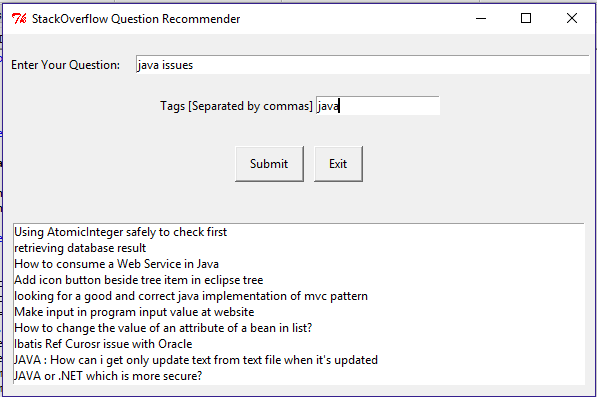 StackOverflow Question Recommender
Enter Your Question: java issues
Tags [Separated by commas] java
Submit Exit
Using AtomicInteger safely to check first
retrieving database result
How to consume a Web Service in Java
Add icon button beside tree item in eclipse tree
looking for a good and correct java implementation of mvc pattern
Make input in program input value at website
How to change the value of an attribute of a bean in list?
Ibatis Ref Curosr issue with Oracle
JAVA : How can i get only update text from text file when it's updated
JAVA or .NET which is more secure?